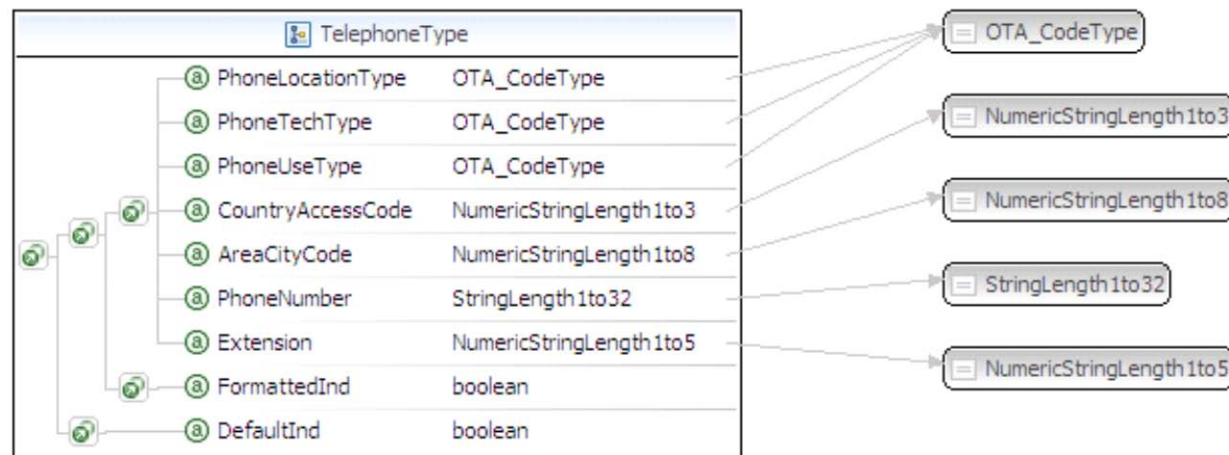 TelephoneType
PhoneLocationType OTA_CodeType
PhoneTechType OTA_CodeType
PhoneUseType OTA_CodeType
CountryAccessCode NumericStringLength1to3
AreaCityCode NumericStringLength1to8
PhoneNumber StringLength1to32
Extension NumericStringLength1to5
FormattedInd boolean
DefaultInd boolean
OTA_CodeType
NumericStringLength1to3
NumericStringLength1to8
StringLength1to32
NumericStringLength1to5